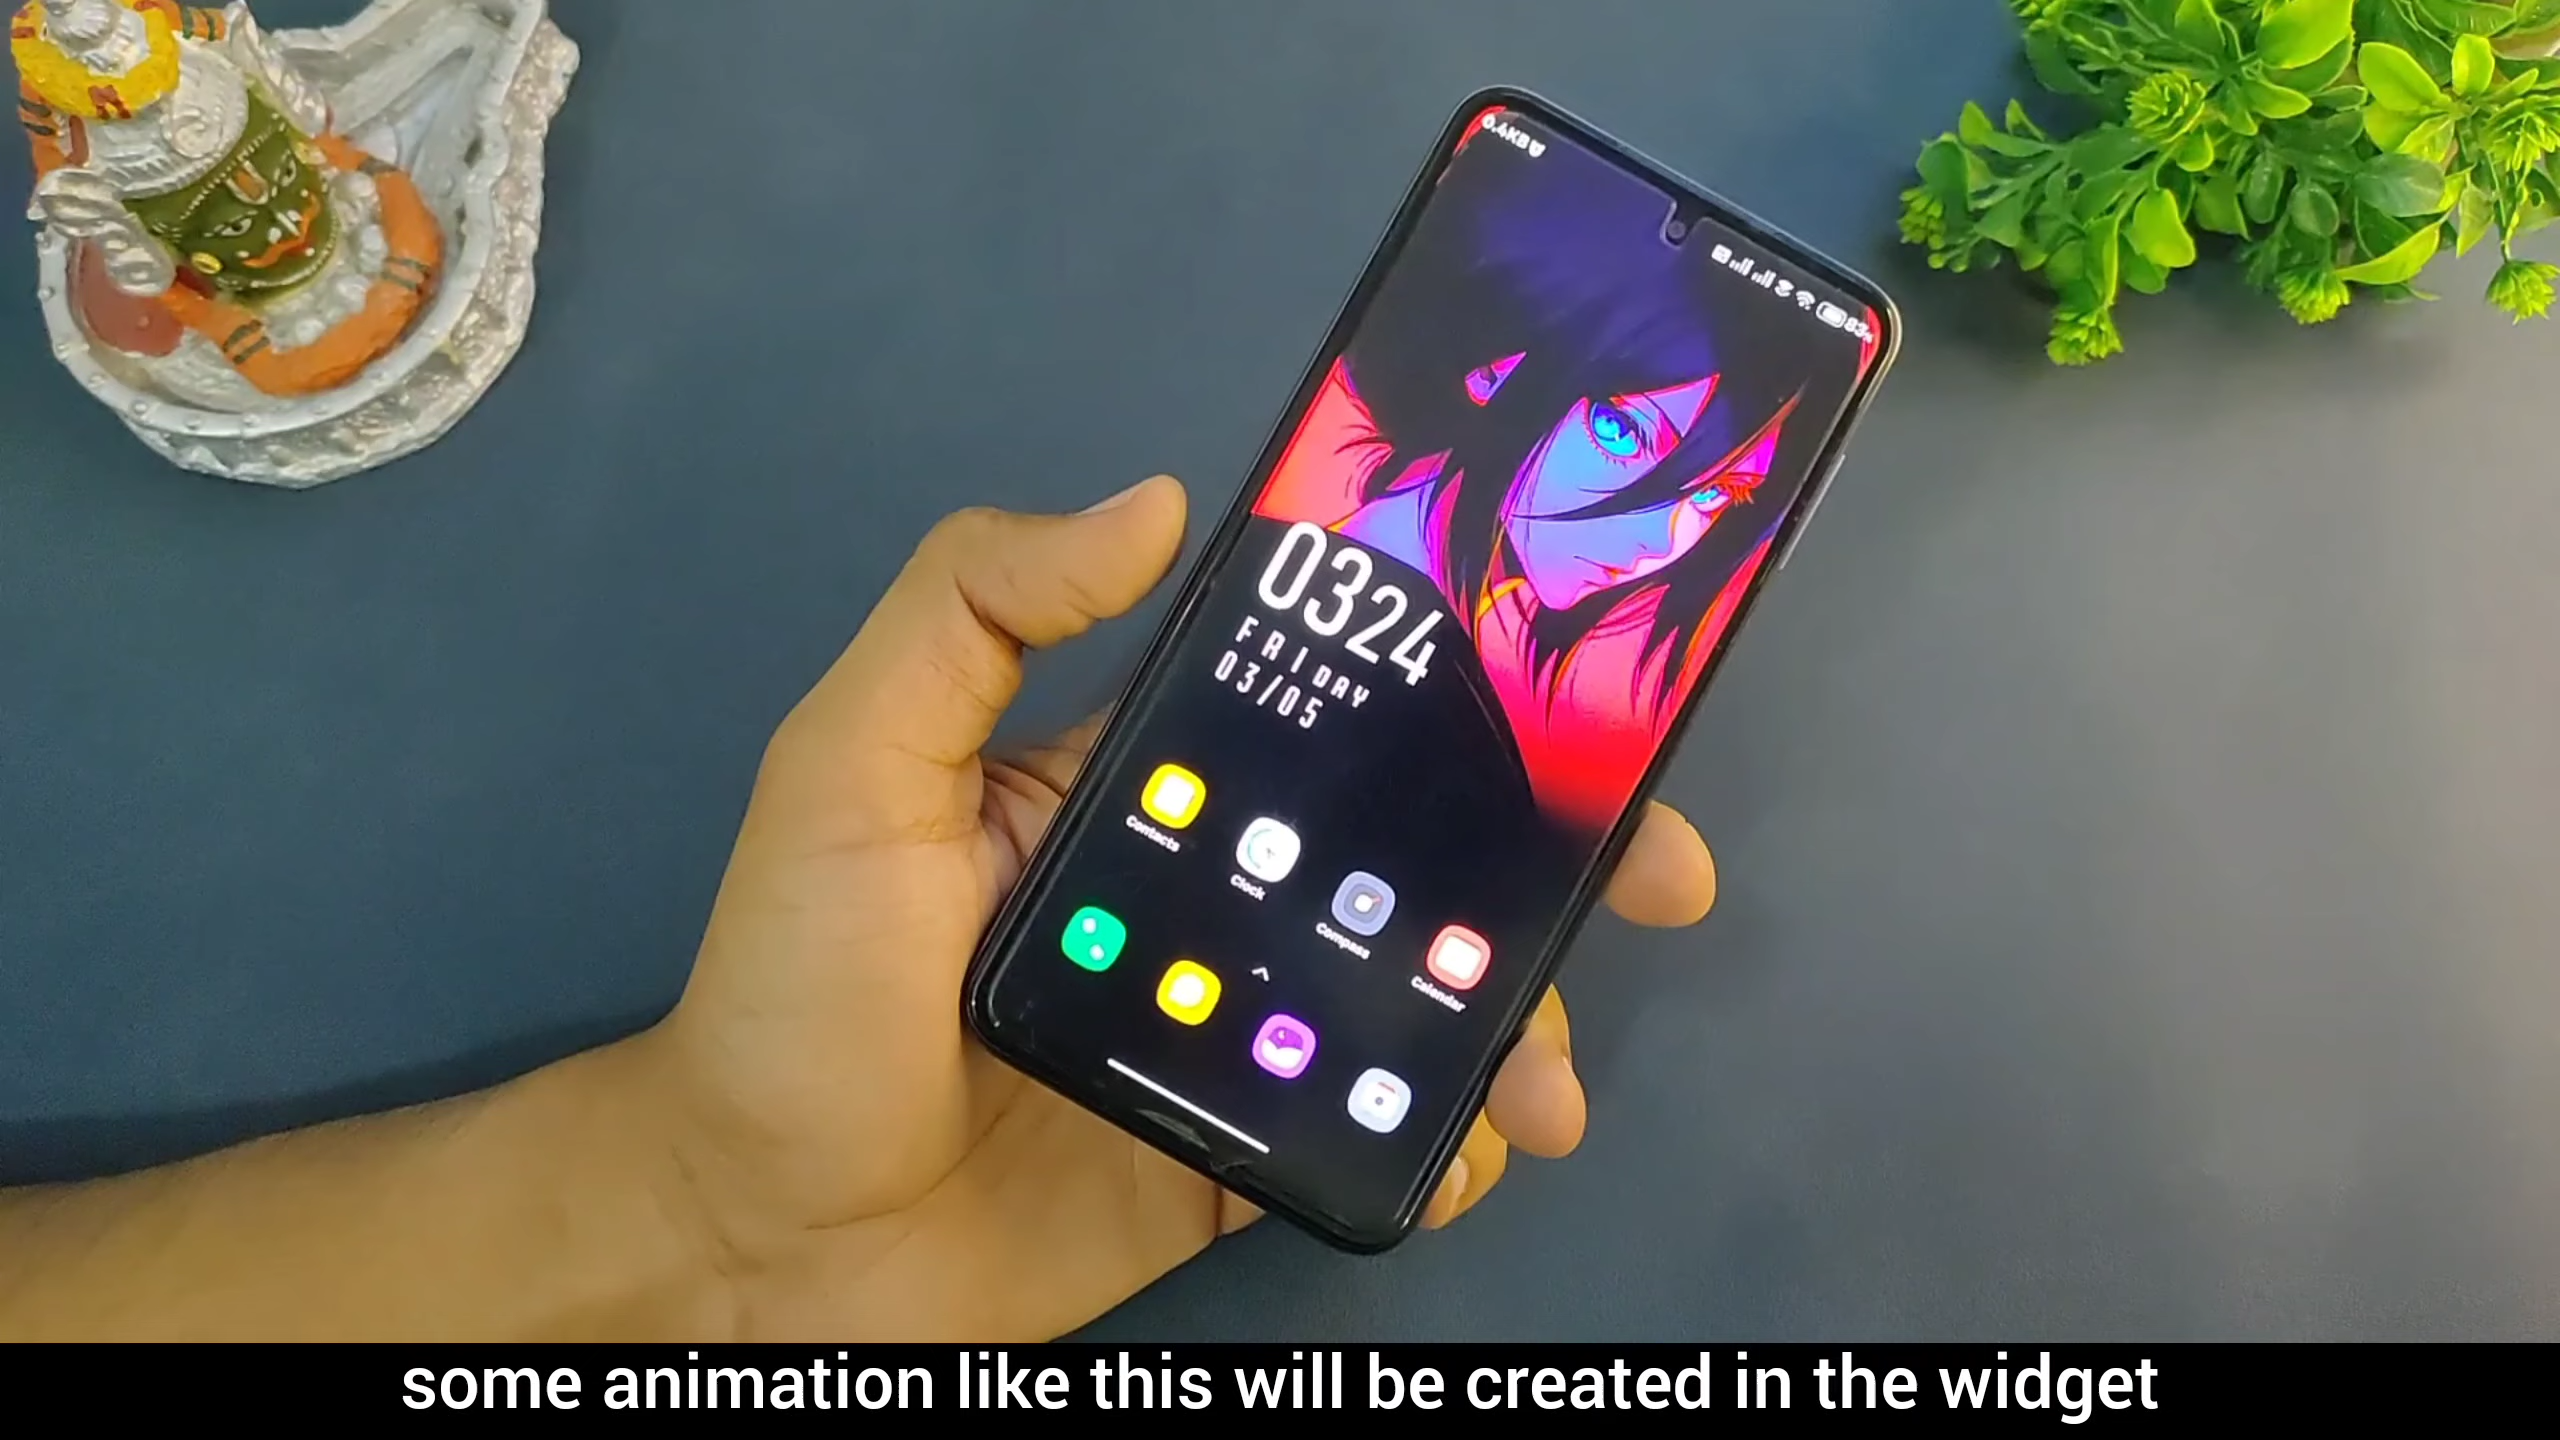 0.4KB
83%
0324
FRIDAY
03/05
Contacts
Clock
Compass
Calendar
some animation like this will be created in the widget